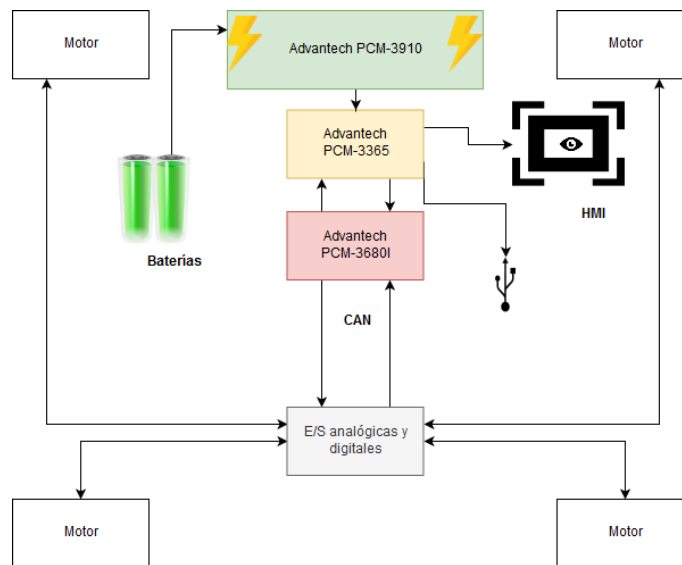 Motor
Advantech PCM-3910
Motor
Advantech
PCM-3365
HMI
Advantech
PCM-3680I
Baterías
CAN
E/S analógicas y
digitales
Motor
Motor